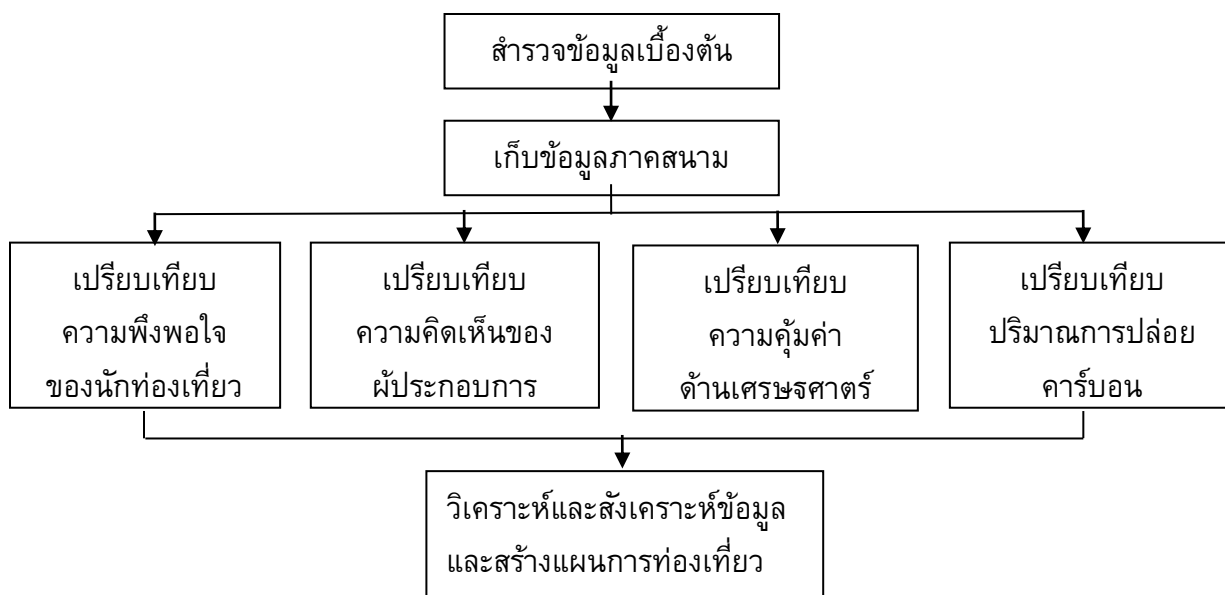 สำรวจข้อมูลเบื้องต้น
เก็บข้อมูลภาคสนาม
เปรียบเทียบ
ความพึงพอใจ
ของนักท่องเที่ยว
เปรียบเทียบ
ความคิดเห็นของ
ผู้ประกอบการ
เปรียบเทียบ
ความคุ้มค่า
ด้านเศรษฐศาตร์
เปรียบเทียบ
ปริมาณการปล่อย
คาร์บอน
วิเคราะห์และสังเคราะห์ข้อมูล
และสร้างแผนการท่องเที่ยว